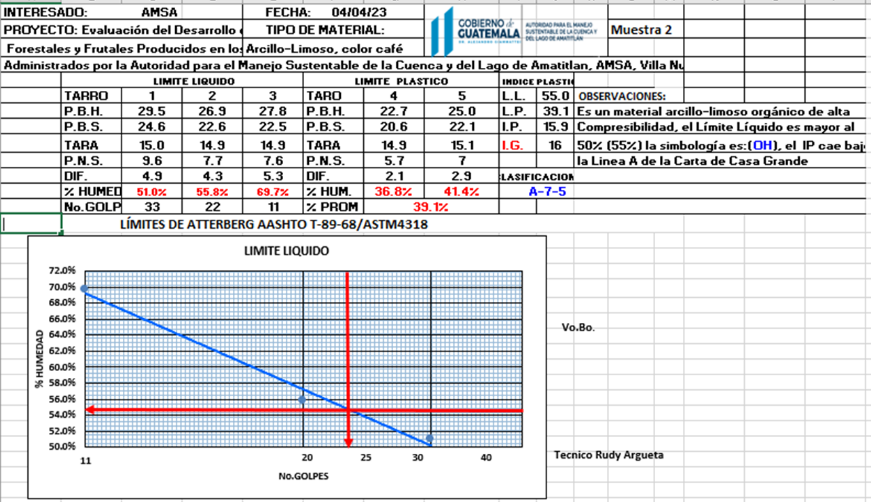 INTERESADO: AMSA FECHA: 04/04/23
PROYECTO: Evaluación del Desarrollo TIPO DE MATERIAL:
GOBIERNO de GUATEMALA
AUTORIDAD PARA EL MANEJO SUSTENTABLE DE LA CUENCA Y DEL LAGO DE AMATITLÁN
Muestra 2
Forestales y Frutales Producidos en los Arcillo-Limoso, color café
Administrados por la Autoridad para el Manejo Sustentable de la Cuenca y del Lago de Amatitlan, AMSA, Villa Nu
LIMITE LIQUIDO LIMITE PLASTICO INDICE PLASTI
TARRO 1 2 3 TARO 4 5 L.L. 55.0 OBSERVACIONES:
P.B.H. 29.5 26.9 27.8 P.B.H. 22.7 25.0 L.P. 39.1 Es un material arcillo-limoso orgánico de alta
P.B.S. 24.6 22.6 22.5 P.B.S. 20.6 22.1 I.P. 15.9 Compresibilidad, el Límite Líquido es mayor al
TARA 15.0 14.9 14.9 TARA 14.9 15.1 I.G. 16 50% (55%) la simbología es:(OH), el IP cae baj
P.N.S. 9.6 7.7 7.6 P.N.S. 5.7 7 la Linea A de la Carta de Casa Grande
DIF. 4.9 4.3 5.3 DIF. 2.1 2.9 CLASIFICACION
% HUMED 51.0% 55.8% 69.7% % HUM. 36.8% 41.4% A-7-5
No.GOLP 33 22 11 % PROM 39.1%
LÍMITES DE ATTERBERG AASHTO T-89-68/ASTM4318
LIMITE LIQUIDO
72.0%
70.0%
68.0%
66.0%
64.0%
62.0%
60.0%
58.0%
56.0%
54.0%
52.0%
50.0%
% HUMEDAD
11 20 25 30 40
No.GOLPES
Vo.Bo.
Tecnico Rudy Argueta